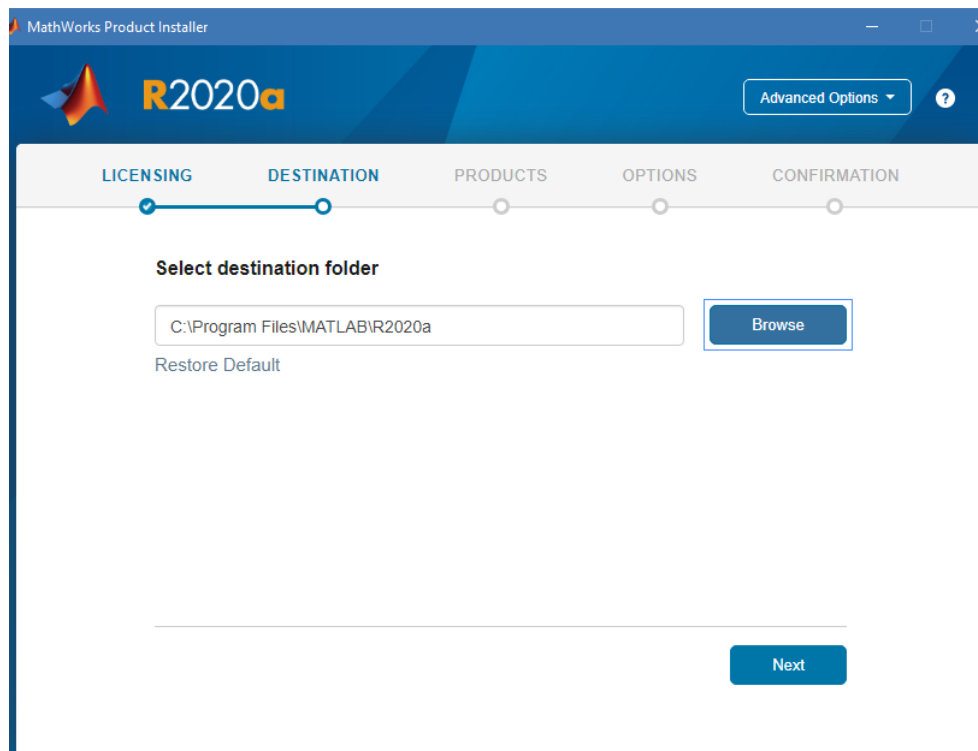 MathWorks Product Installer
R2020a
Advanced Options
?
LICENSING DESTINATION PRODUCTS OPTIONS CONFIRMATION
Select destination folder
C:\Program Files\MATLAB\R2020a
Browse
Restore Default
Next